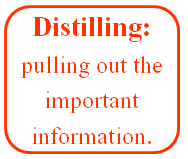 Distilling:
pulling out the
important
information.